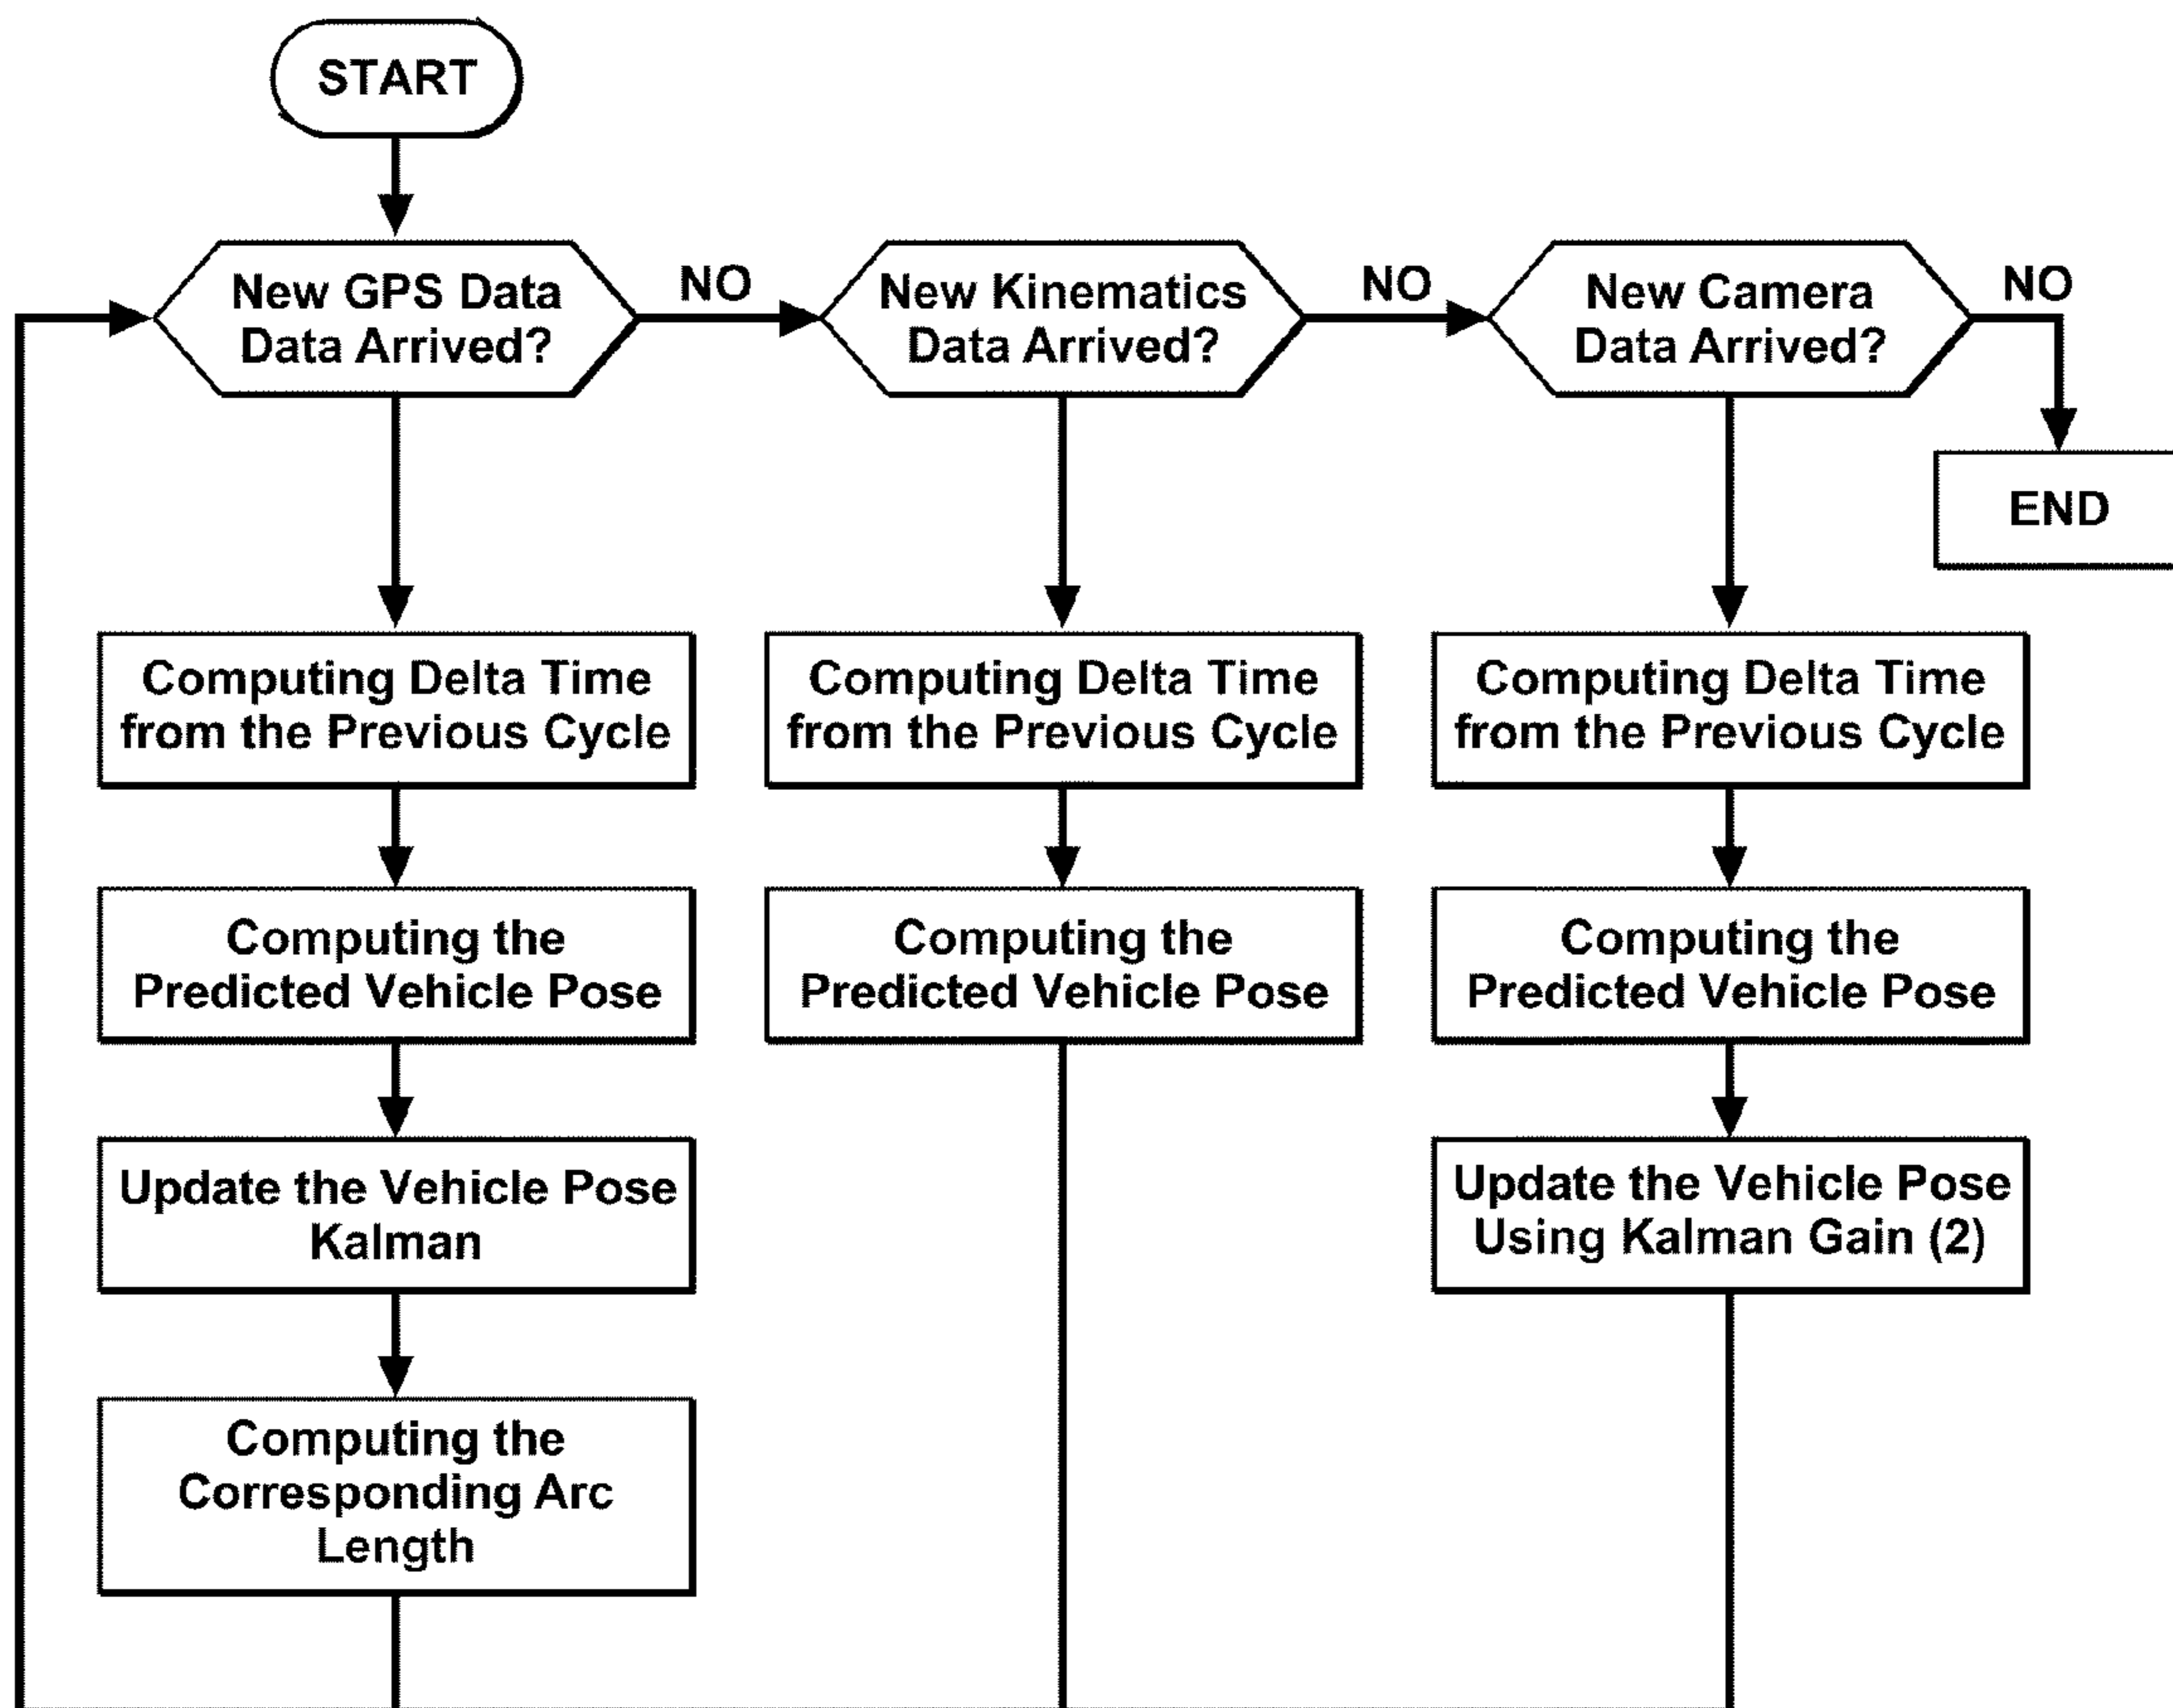 START
New GPS Data
Data Arrived?
NO
New Kinematics
Data Arrived?
NO
New Camera
Data Arrived?
NO
END
Computing Delta Time
from the Previous Cycle
Computing Delta Time
from the Previous Cycle
Computing Delta Time
from the Previous Cycle
Computing the
Predicted Vehicle Pose
Computing the
Predicted Vehicle Pose
Computing the
Predicted Vehicle Pose
Update the Vehicle Pose
Kalman
Update the Vehicle Pose
Using Kalman Gain (2)
Computing the
Corresponding Arc
Length